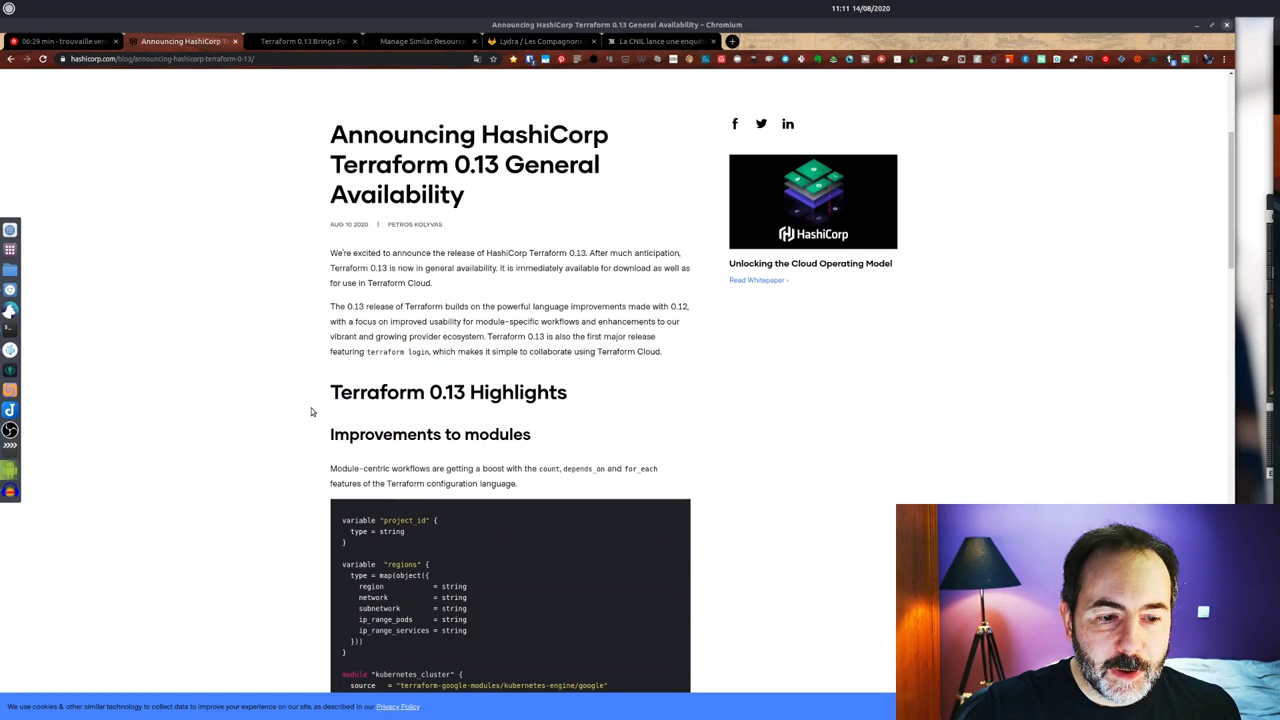 11:11 14/08/2020
Announcing HashiCorp Terraform 0.13 General Availability – Chromium
06:29 min - trouvaille ven
Announcing HashiCorp T
Terraform 0.13 Brings Po
Manage Similar Resource
Lydra / Les Compagnons
La CNIL lance une enquê
hashicorp.com/blog/announcing-hashicorp-terraform-0-13/
Announcing HashiCorp
Terraform 0.13 General
Availability
AUG 10 2020 | PETROS KOLYVAS
We're excited to announce the release of HashiCorp Terraform 0.13. After much anticipation,
Terraform 0.13 is now in general availability. It is immediately available for download as well as
for use in Terraform Cloud.
The 0.13 release of Terraform builds on the powerful language improvements made with 0.12,
with a focus on improved usability for module-specific workflows and enhancements to our
vibrant and growing provider ecosystem. Terraform 0.13 is also the first major release
featuring terraform login, which makes it simple to collaborate using Terraform Cloud.
Terraform 0.13 Highlights
Improvements to modules
Module-centric workflows are getting a boost with the count, depends_on and for_each
features of the Terraform configuration language.
variable "project_id" {
type = string
}
variable "regions" {
type = map(object({
region = string
network = string
subnetwork = string
ip_range_pods = string
ip_range_services = string
}))
}
module "kubernetes_cluster" {
source = "terraform-google-modules/kubernetes-engine/google"
HashiCorp
Unlocking the Cloud Operating Model
Read Whitepaper ›
We use cookies & other similar technology to collect data to improve your experience on our site, as described in our Privacy Policy.